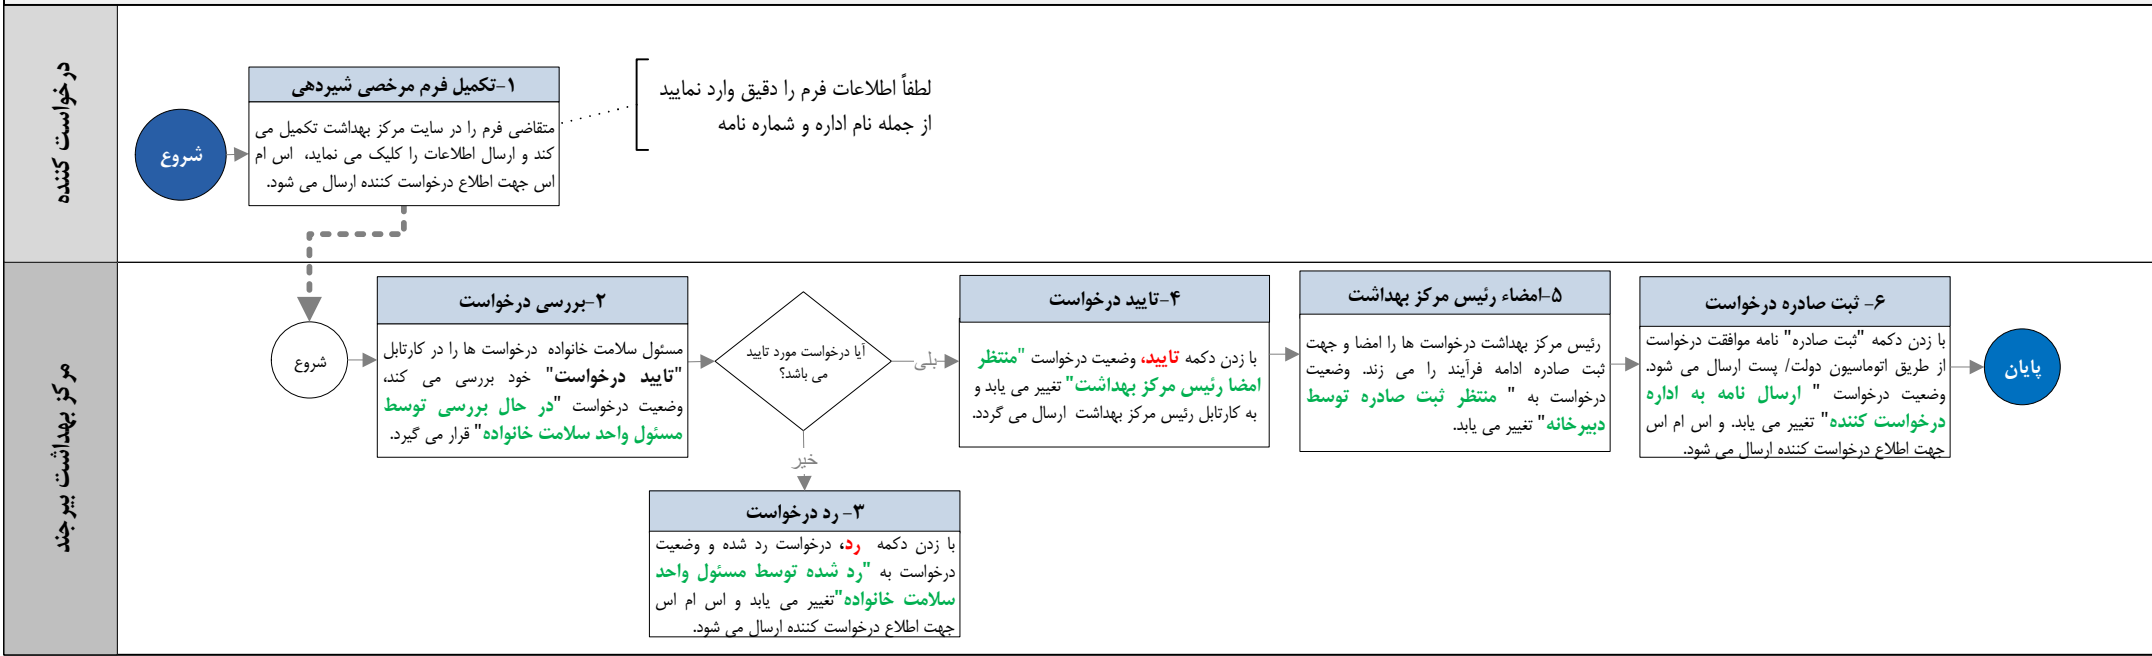 درخواست کننده
شروع
۱-تکمیل فرم مرخصی شیردهی
متقاضی فرم را در سایت مرکز بهداشت تکمیل می
کند و ارسال اطلاعات را کلیک می نماید، اس ام
اس جهت اطلاع درخواست کننده ارسال می شود.
لطفاً اطلاعات فرم را دقیق وارد نمایید
از جمله نام اداره و شماره نامه
مرکز بهداشت بیرجند
شروع
۲-بررسی درخواست
مسئول سلامت خانواده درخواست ها را در کارتابل
"تایید درخواست" خود بررسی می کند،
وضعیت درخواست "در حال بررسی توسط
مسئول واحد سلامت خانواده" قرار می گیرد.
آیا درخواست مورد تایید
می باشد؟
بلی
خیر
۳- رد درخواست
با زدن دکمه رد، درخواست رد شده و وضعیت
درخواست به "رد شده توسط مسئول واحد
سلامت خانواده"تغییر می یابد و اس ام اس
جهت اطلاع درخواست کننده ارسال می شود.
۴-تایید درخواست
با زدن دکمه تایید، وضعیت درخواست "منتظر
امضا رئیس مرکز بهداشت" تغییر می یابد و
به کارتابل رئیس مرکز بهداشت ارسال می گردد.
۵-امضاء رئیس مرکز بهداشت
رئیس مرکز بهداشت درخواست ها را امضا و جهت
ثبت صادره ادامه فرآیند را می زند. وضعیت
درخواست به " منتظر ثبت صادره توسط
دبیرخانه" تغییر می یابد.
۶- ثبت صادره درخواست
با زدن دکمه "ثبت صادره" نامه موافقت درخواست
از طریق اتوماسیون دولت/ پست ارسال می شود.
وضعیت درخواست " ارسال نامه به اداره
درخواست کننده" تغییر می یابد. و اس ام اس
جهت اطلاع درخواست کننده ارسال می شود.
پایان